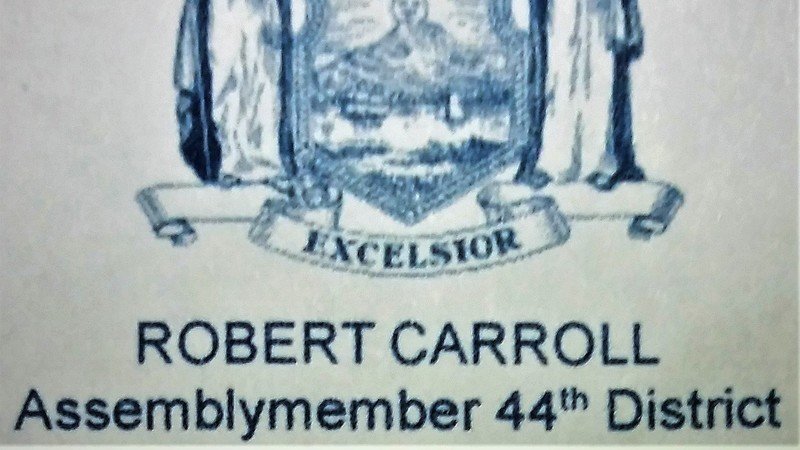 EXCELSIOR
ROBERT CARROLL
Assemblymember 44th District